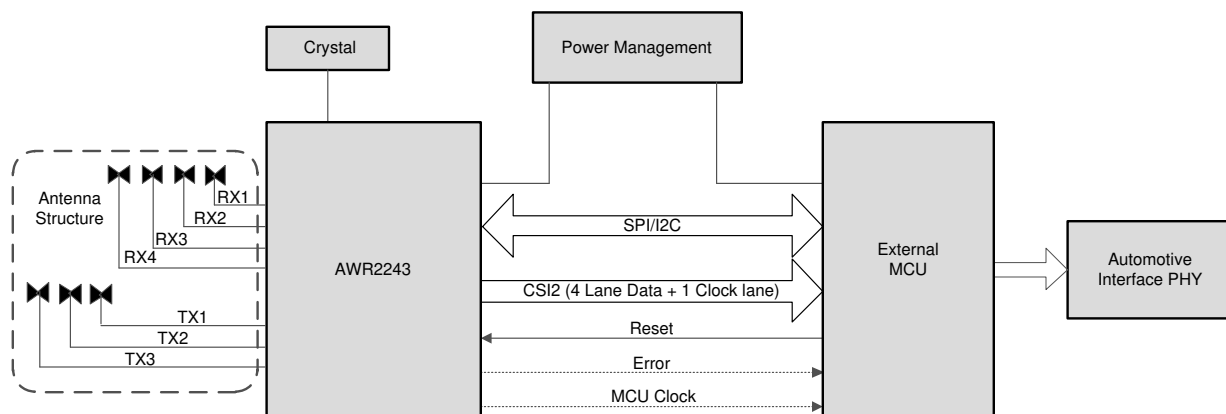 Crystal
Power Management
Antenna
Structure
RX1
RX2
RX3
RX4
TX1
TX2
TX3
AWR2243
SPI/I2C
CSI2 (4 Lane Data + 1 Clock lane)
Reset
Error
MCU Clock
External
MCU
Automotive
Interface PHY